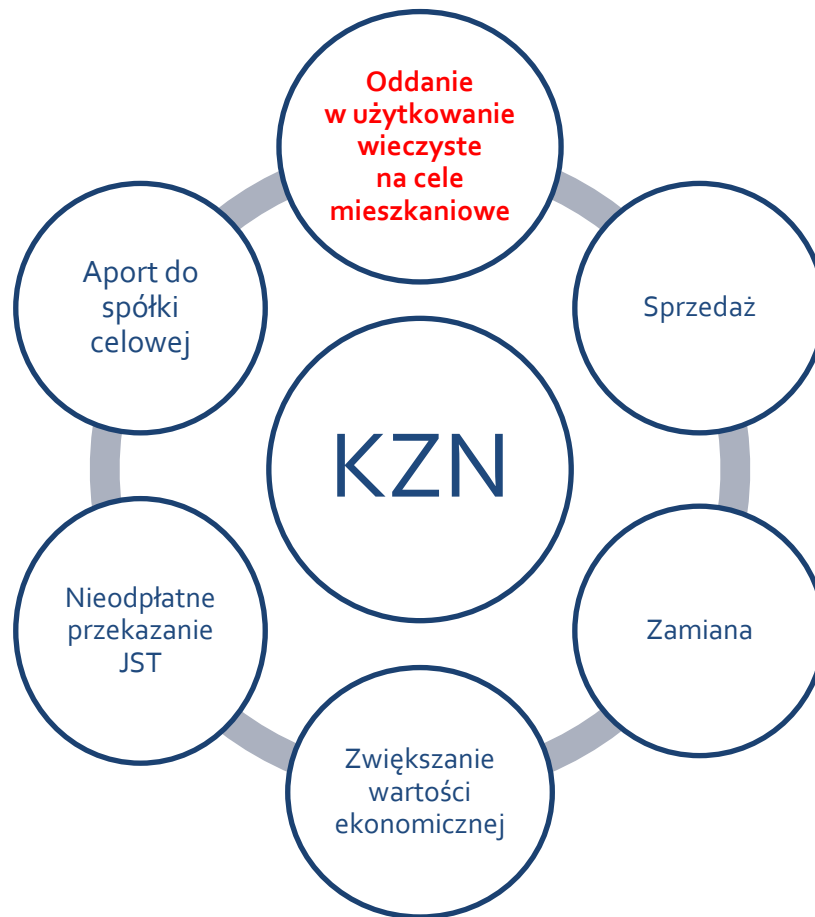 Oddanie
w użytkowanie
wieczyste
na cele
mieszkaniowe
Sprzedaż
Zamiana
Zwiększanie
wartości
ekonomicznej
Nieodpłatne
przekazanie
JST
Aport do
spółki
celowej
KZN